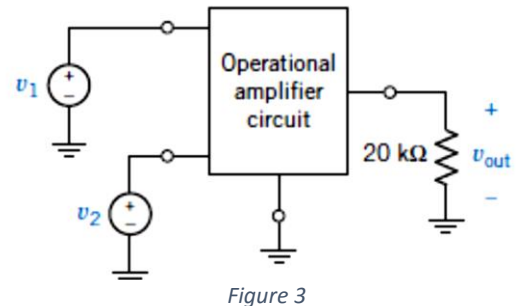 v1
+
−
Operational
amplifier
circuit
20 kΩ
+
vout
−
v2
+
−
Figure 3